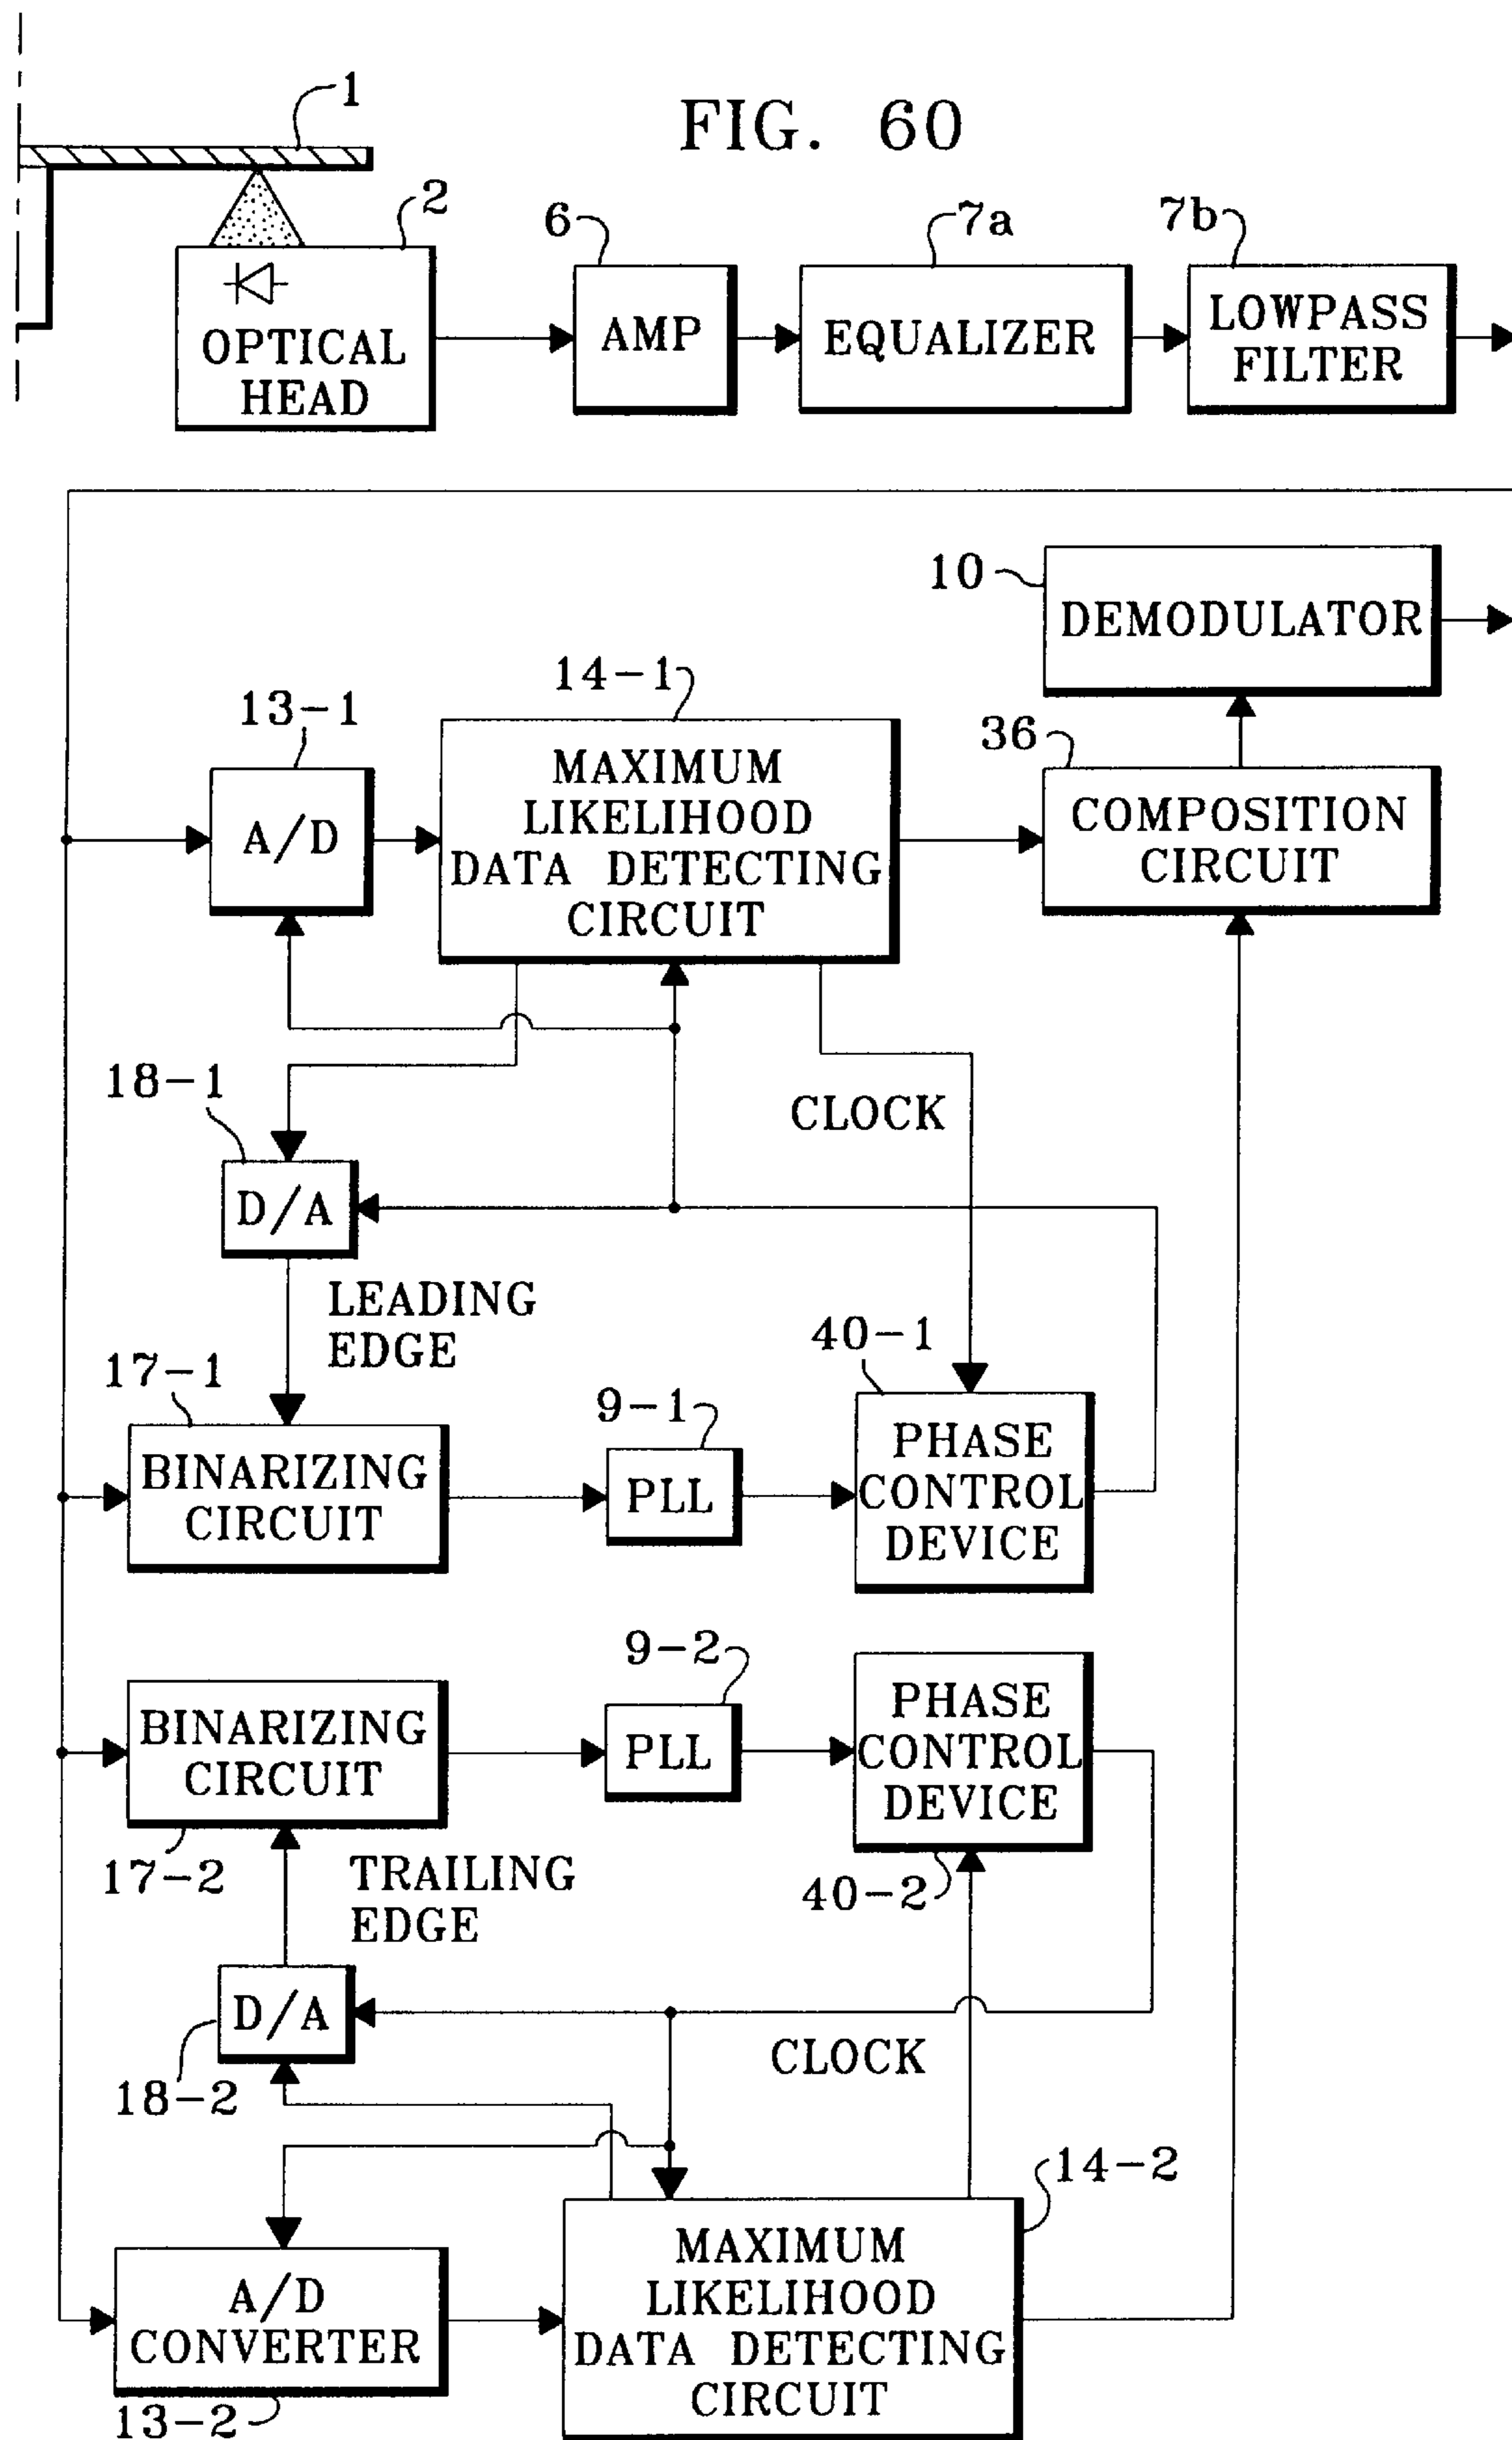 FIG. 60
1
2
OPTICAL
HEAD
6
AMP
7a
EQUALIZER
7b
LOWPASS
FILTER
10
DEMODULATOR
13-1
A/D
14-1
MAXIMUM
LIKELIHOOD
DATA DETECTING
CIRCUIT
36
COMPOSITION
CIRCUIT
18-1
D/A
CLOCK
LEADING
EDGE
17-1
BINARIZING
CIRCUIT
9-1
PLL
40-1
PHASE
CONTROL
DEVICE
BINARIZING
CIRCUIT
17-2
9-2
PLL
PHASE
CONTROL
DEVICE
40-2
TRAILING
EDGE
D/A
18-2
CLOCK
A/D
CONVERTER
13-2
14-2
MAXIMUM
LIKELIHOOD
DATA DETECTING
CIRCUIT